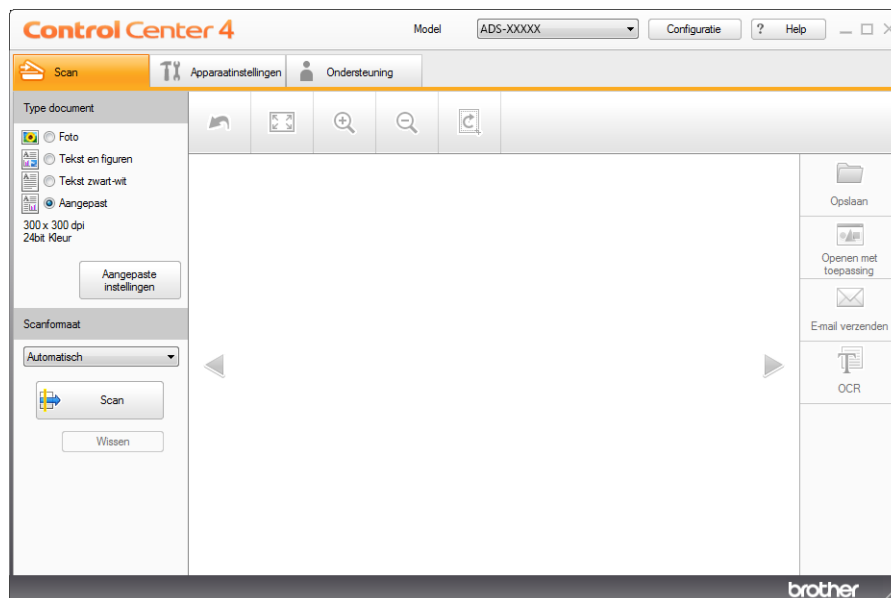 Control Center 4
Model
ADS-XXXXX
Configuratie
? Help
Scan
Apparaatinstellingen
Ondersteuning
Type document
Foto
Tekst en figuren
Tekst zwart-wit
Aangepast
300 x 300 dpi
24bit Kleur
Aangepaste
instellingen
Scanformaat
Automatisch
Scan
Wissen
Opslaan
Openen met
toepassing
E-mail verzenden
OCR
brother